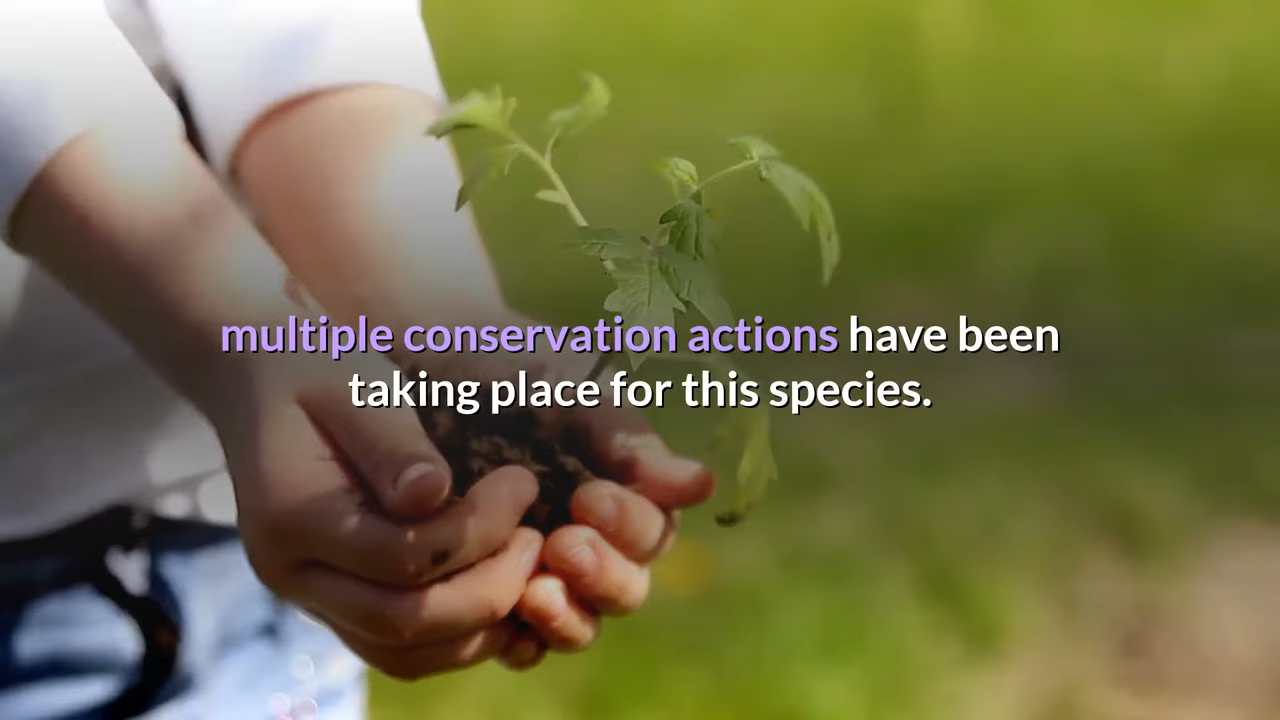 multiple conservation actions have been
taking place for this species.